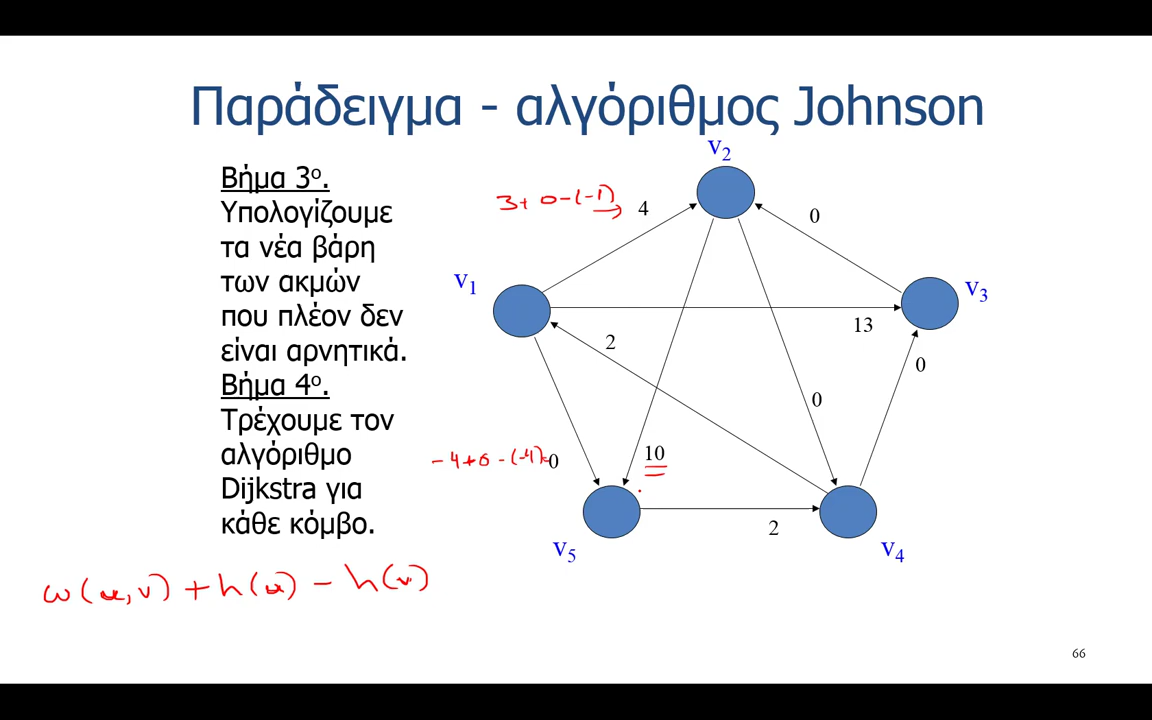 Παράδειγμα - αλγόριθμος Johnson
Βήμα 3ο.
Υπολογίζουμε
τα νέα βάρη
των ακμών
που πλέον δεν
είναι αρνητικά.
Βήμα 4ο.
Τρέχουμε τον
αλγόριθμο
Dijkstra για
κάθε κόμβο.
v2
3+ 0-(-1)
4
0
v1
v3
13
2
0
0
-4+0-(-4)=0
10
2
v5
v4
w(u,v)+h(u)-h(v)
66